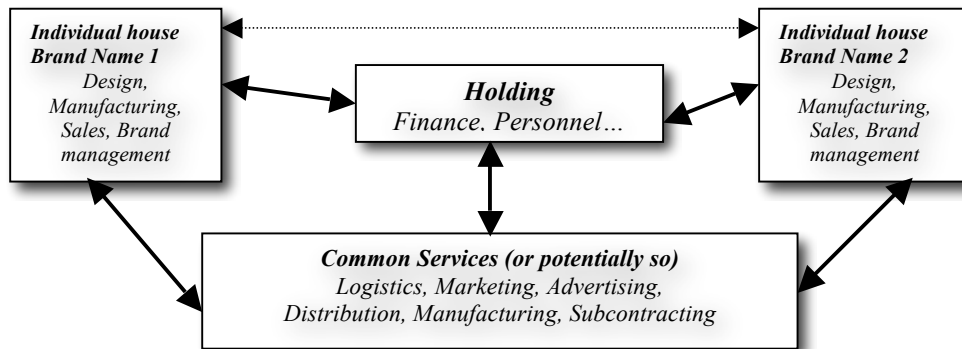 Individual house
Brand Name 1
Design,
Manufacturing,
Sales, Brand
management
Holding
Finance, Personnel…
Individual house
Brand Name 2
Design,
Manufacturing,
Sales, Brand
management
Common Services (or potentially so)
Logistics, Marketing, Advertising,
Distribution, Manufacturing, Subcontracting